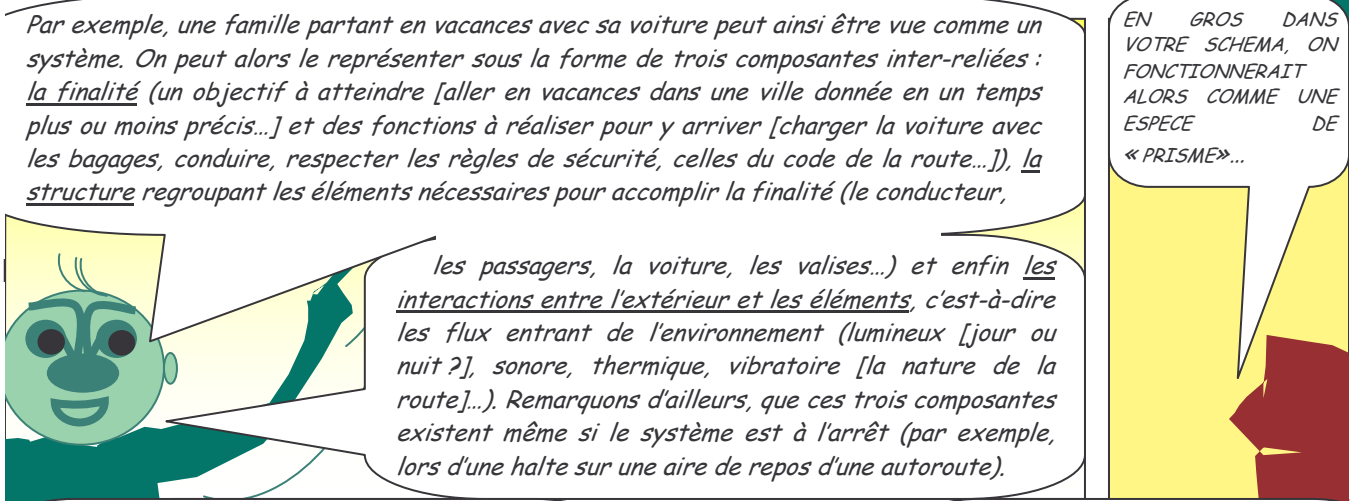 Par exemple, une famille partant en vacances avec sa voiture peut ainsi être vue comme un
système. On peut alors le représenter sous la forme de trois composantes inter-reliées :
la finalité (un objectif à atteindre [aller en vacances dans une ville donnée en un temps
plus ou moins précis…] et des fonctions à réaliser pour y arriver [charger la voiture avec
les bagages, conduire, respecter les règles de sécurité, celles du code de la route…]), la
structure regroupant les éléments nécessaires pour accomplir la finalité (le conducteur,
les passagers, la voiture, les valises…) et enfin les
interactions entre l'extérieur et les éléments, c'est-à-dire
les flux entrant de l'environnement (lumineux [jour ou
nuit ?], sonore, thermique, vibratoire [la nature de la
route]…). Remarquons d'ailleurs, que ces trois composantes
existent même si le système est à l'arrêt (par exemple,
lors d'une halte sur une aire de repos d'une autoroute).
EN GROS DANS
VOTRE SCHEMA, ON
FONCTIONNERAIT
ALORS COMME UNE
ESPECE DE
« PRISME»…